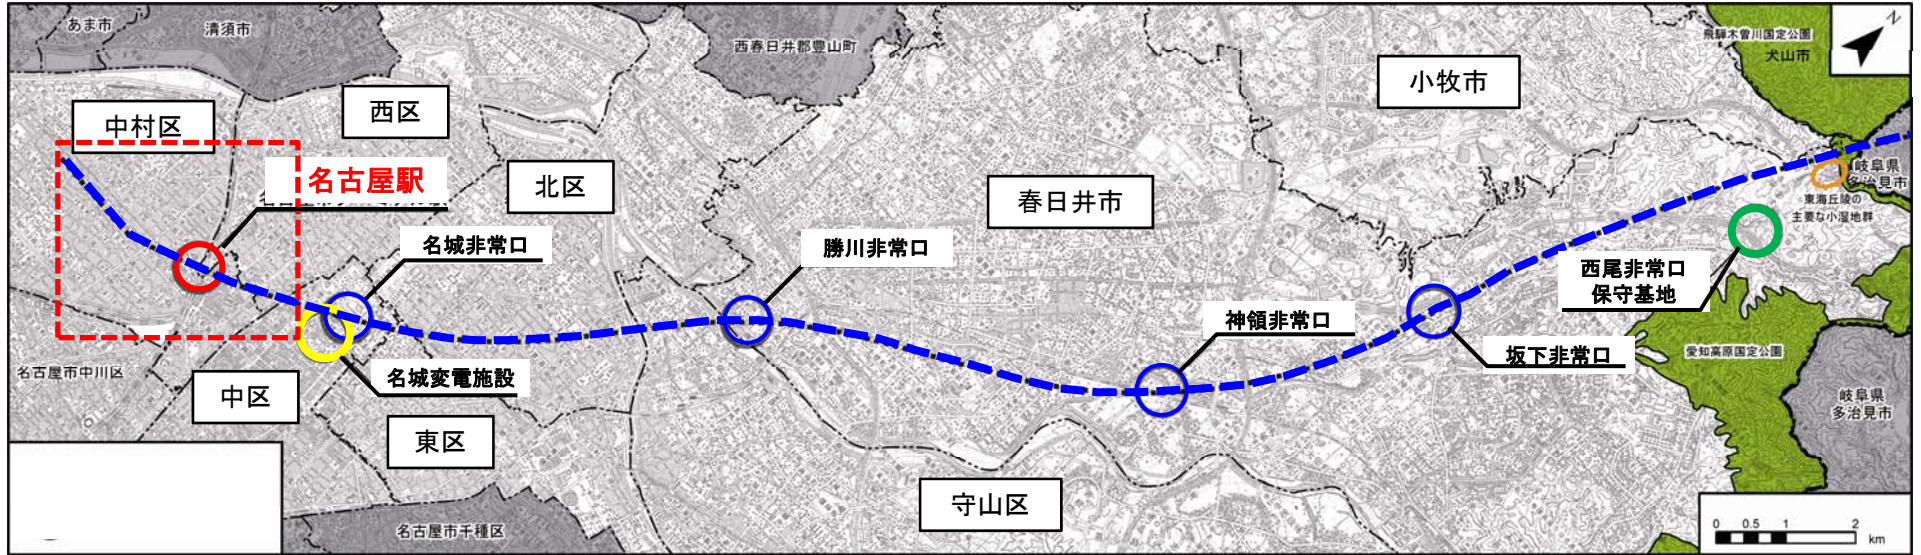 あま市
清須市
西春日井郡豊山町
飛騨木曽川国定公園
犬山市
N
中村区
西区
小牧市
名古屋駅
北区
春日井市
岐阜県
多治見市
東海丘陵の
主要な小湿地群
名城非常口
勝川非常口
西尾非常口
保守基地
神領非常口
坂下非常口
愛知高原国定公園
名古屋市中川区
名城変電施設
中区
岐阜県
多治見市
東区
守山区
名古屋市千種区
0 0.5 1 2
km